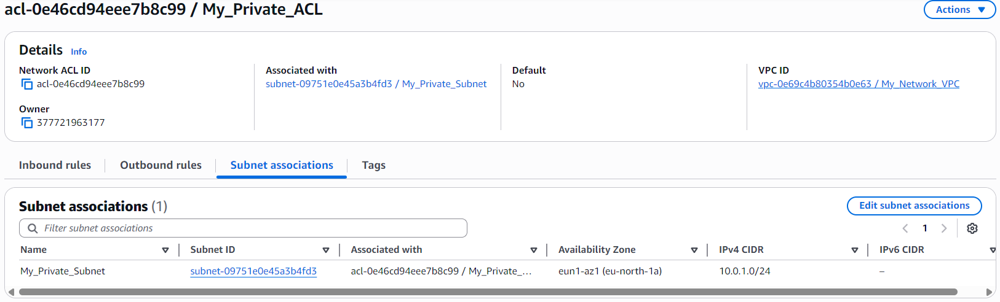 acl-0e46cd94eee7b8c99 / My_Private_ACL
Actions
Details Info
Network ACL ID
acl-0e46cd94eee7b8c99
Associated with
subnet-09751e0e45a3b4fd3 / My_Private_Subnet
Default
No
VPC ID
vpc-0e69c4b80354b0e63 / My_Network_VPC
Owner
377721963177
Inbound rules Outbound rules Subnet associations Tags
Subnet associations (1)
Edit subnet associations
Filter subnet associations
1
Name Subnet ID Associated with Availability Zone IPv4 CIDR IPv6 CIDR
My_Private_Subnet subnet-09751e0e45a3b4fd3 acl-0e46cd94eee7b8c99 / My_Private_... eun1-az1 (eu-north-1a) 10.0.1.0/24 –